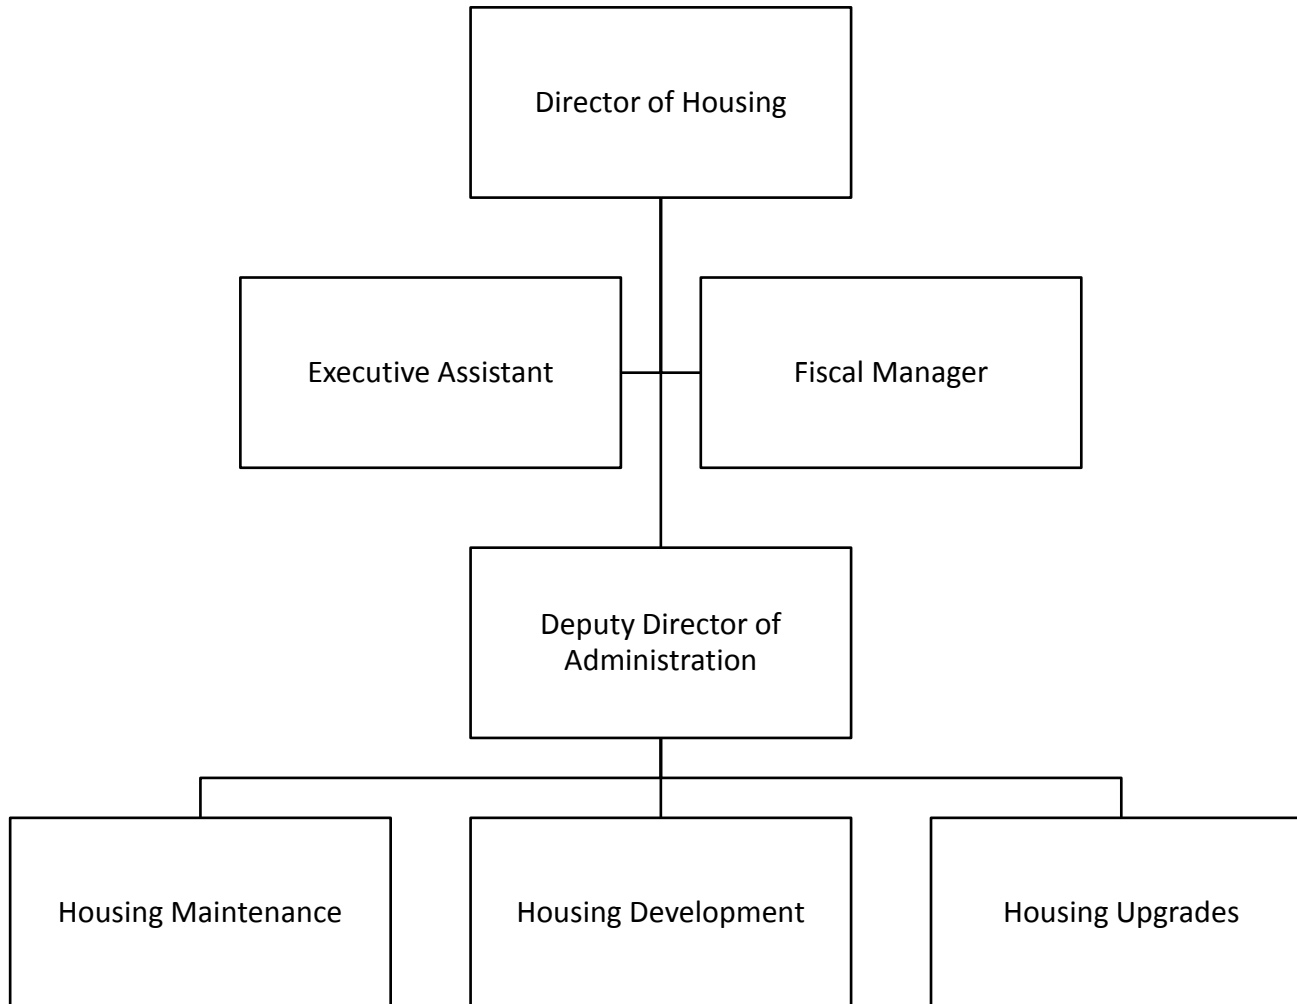 Director of Housing
Executive Assistant
Fiscal Manager
Deputy Director of
Administration
Housing Maintenance
Housing Development
Housing Upgrades